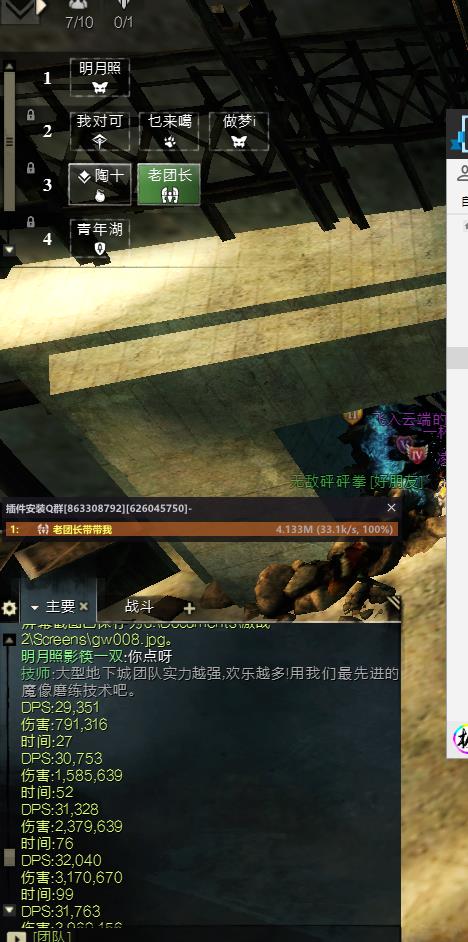 7/10 0/1
1 明月照
2 我对可 乜来噶 做梦i
3 陶十 老团长
4 青年湖
飞入云端的
无敌砰砰拳[好朋友]
插件安装Q群[863308792][626045750]-
1: 老团长带带我 4.133M (33.1k/s, 100%)
主要 战斗
2\Screens\gw008.jpg。
明月照影筷一双:你点呀
技师:大型地下城团队实力越强,欢乐越多!用我们最先进的
魔像磨练技术吧。
DPS:29,351
伤害:791,316
时间:27
DPS:30,753
伤害:1,585,639
时间:52
DPS:31,328
伤害:2,379,639
时间:76
DPS:32,040
伤害:3,170,670
时间:99
DPS:31,763
[团队]